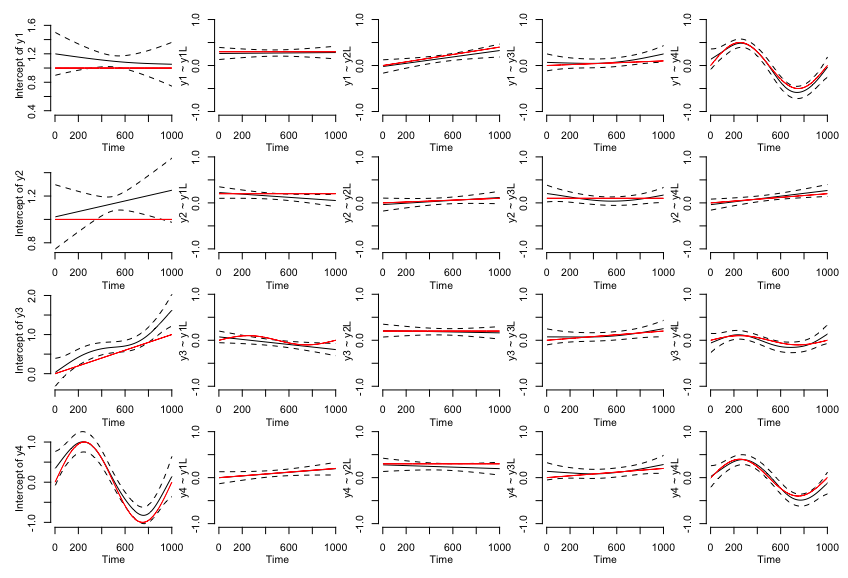 Intercept of y1
0.4 0.8 1.2 1.6
0 200 600 1000
Time
y1 ~ y1L
-1.0 0.0 1.0
0 200 600 1000
Time
y1 ~ y2L
-1.0 0.0 1.0
0 200 600 1000
Time
y1 ~ y3L
-1.0 0.0 1.0
0 200 600 1000
Time
y1 ~ y4L
-1.0 0.0 1.0
0 200 600 1000
Time
Intercept of y2
0.8 1.2
0 200 600 1000
Time
y2 ~ y1L
-1.0 0.0 1.0
0 200 600 1000
Time
y2 ~ y2L
-1.0 0.0 1.0
0 200 600 1000
Time
y2 ~ y3L
-1.0 0.0 1.0
0 200 600 1000
Time
y2 ~ y4L
-1.0 0.0 1.0
0 200 600 1000
Time
Intercept of y3
0.0 1.0 2.0
0 200 600 1000
Time
y3 ~ y1L
-1.0 0.0 1.0
0 200 600 1000
Time
y3 ~ y2L
-1.0 0.0 1.0
0 200 600 1000
Time
y3 ~ y3L
-1.0 0.0 1.0
0 200 600 1000
Time
y3 ~ y4L
-1.0 0.0 1.0
0 200 600 1000
Time
Intercept of y4
-1.0 0.0 1.0
0 200 600 1000
Time
y4 ~ y1L
-1.0 0.0 1.0
0 200 600 1000
Time
y4 ~ y2L
-1.0 0.0 1.0
0 200 600 1000
Time
y4 ~ y3L
-1.0 0.0 1.0
0 200 600 1000
Time
y4 ~ y4L
-1.0 0.0 1.0
0 200 600 1000
Time